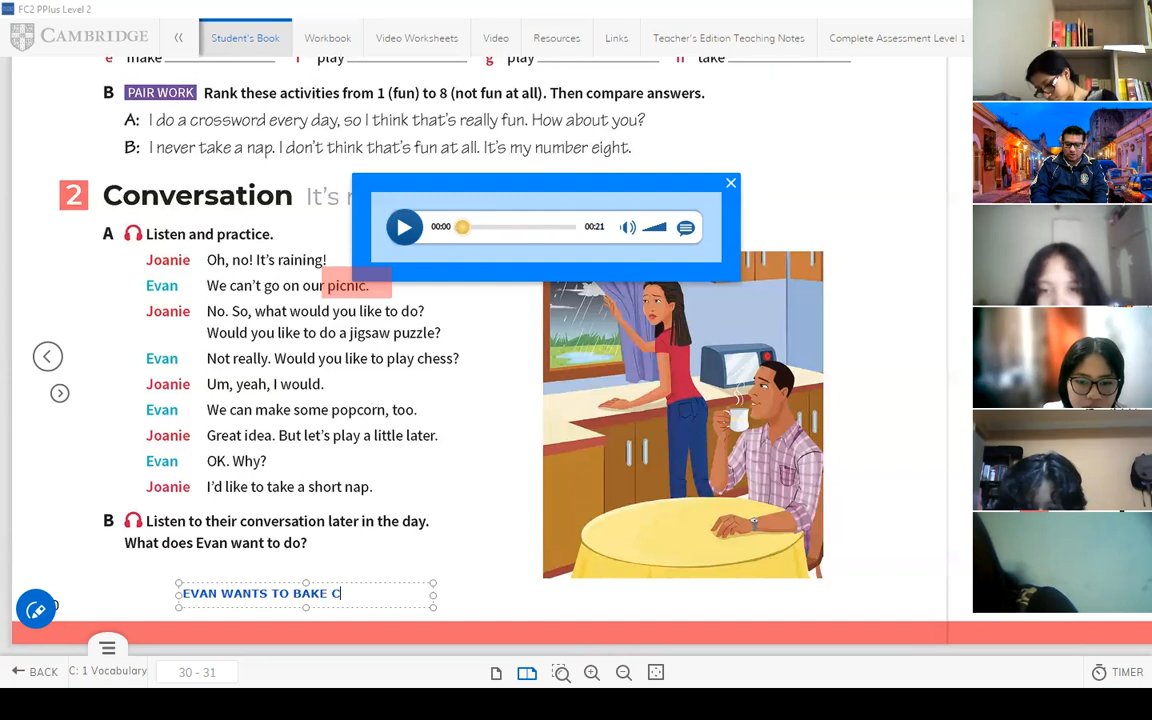 FC2 PPlus Level 2
CAMBRIDGE
Student's Book
Workbook
Video Worksheets
Video
Resources
Links
Teacher's Edition Teaching Notes
Complete Assessment Level 1
e make
f play
g play
h take
B PAIR WORK Rank these activities from 1 (fun) to 8 (not fun at all). Then compare answers.
A: I do a crossword every day, so I think that's really fun. How about you?
B: I never take a nap. I don't think that's fun at all. It's my number eight.
2 Conversation It's
00:00
00:21
A Listen and practice.
Joanie Oh, no! It's raining!
Evan We can't go on our picnic.
Joanie No. So, what would you like to do?
Would you like to do a jigsaw puzzle?
Evan Not really. Would you like to play chess?
Joanie Um, yeah, I would.
Evan We can make some popcorn, too.
Joanie Great idea. But let's play a little later.
Evan OK. Why?
Joanie I'd like to take a short nap.
B Listen to their conversation later in the day.
What does Evan want to do?
EVAN WANTS TO BAKE C
BACK
C: 1 Vocabulary
30 - 31
TIMER